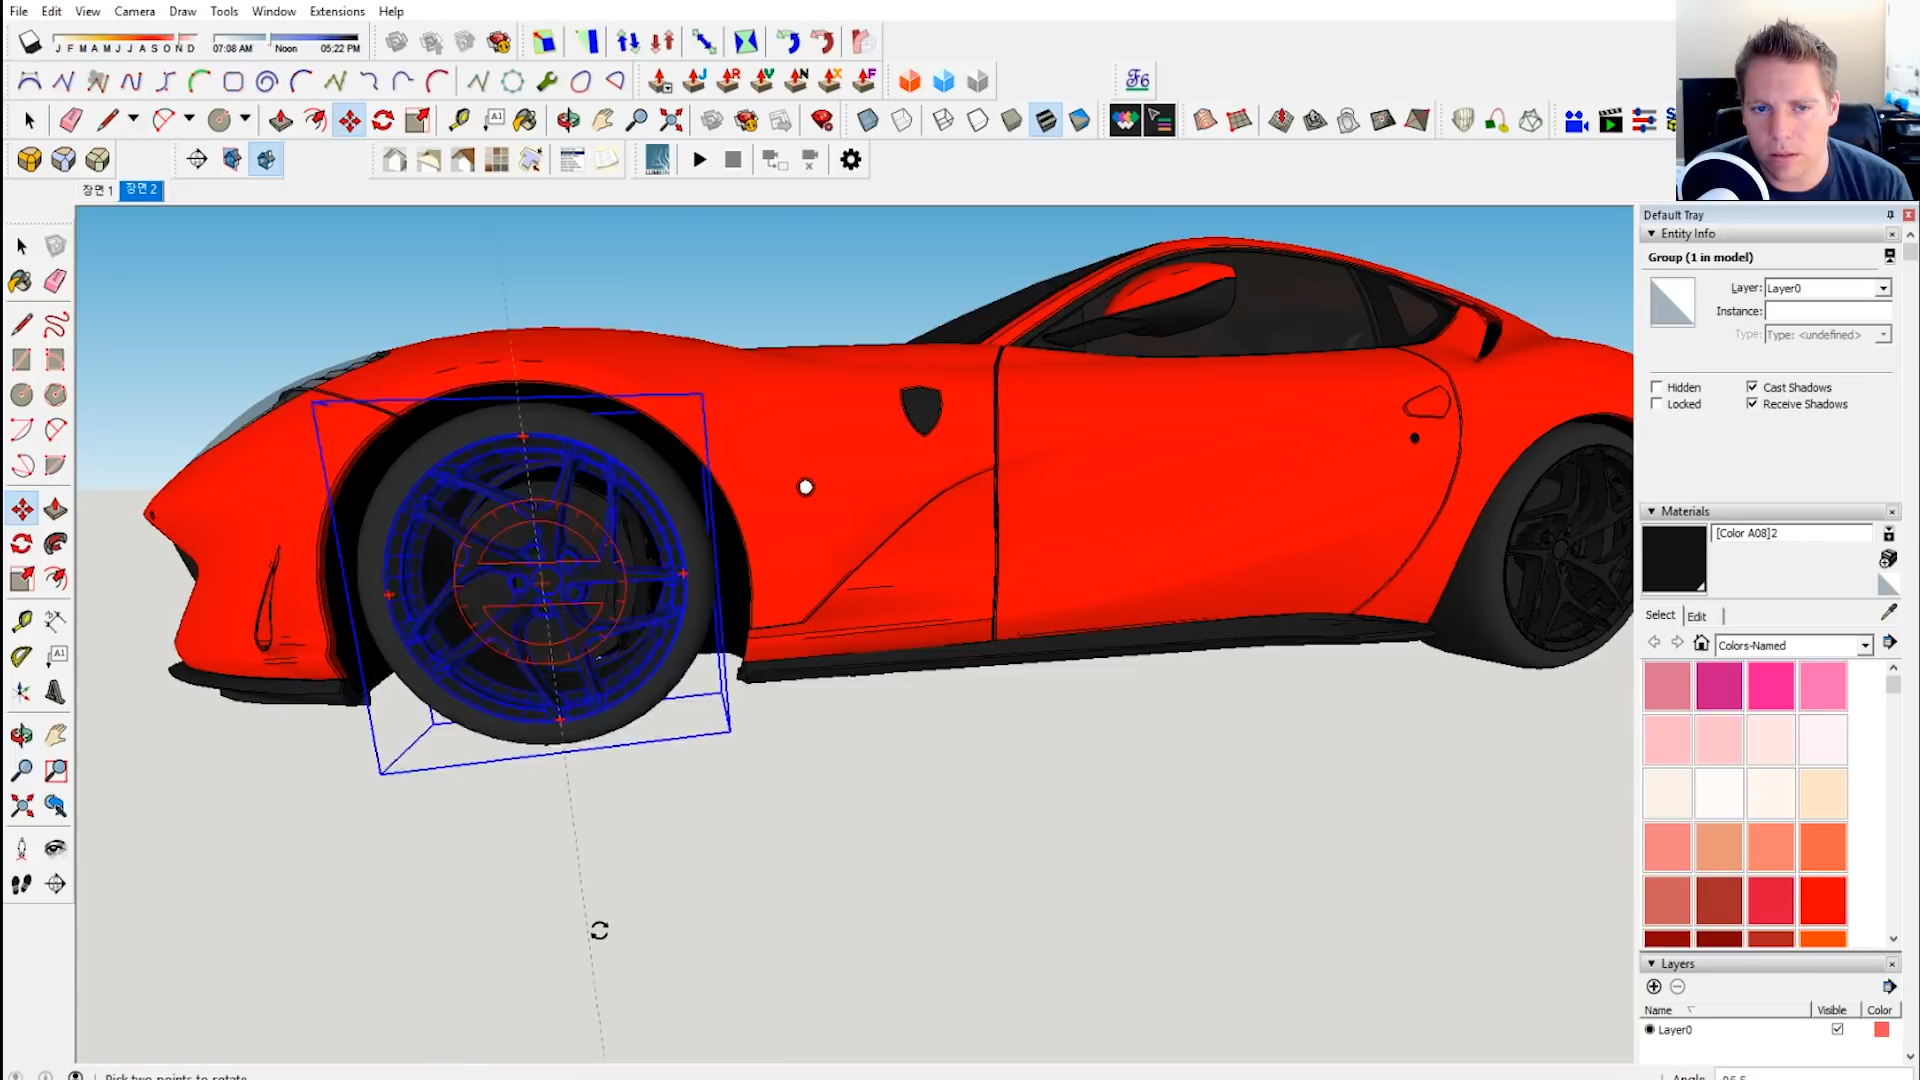 File Edit View Camera Draw Tools Window Extensions Help
J F M A M J J A S O N D
07:08 AM Noon 05:22 PM
J R V N X F
F6
A1
장면 1 장면 2
Default Tray
Entity Info
Group (1 in model)
Layer: Layer0
Instance:
Type: Type: <undefined>
Hidden Cast Shadows
Locked Receive Shadows
Materials
[Color A08]2
Select Edit
Colors-Named
A1
Layers
Name Visible Color
Layer0
Pick two points to rotate
Angle